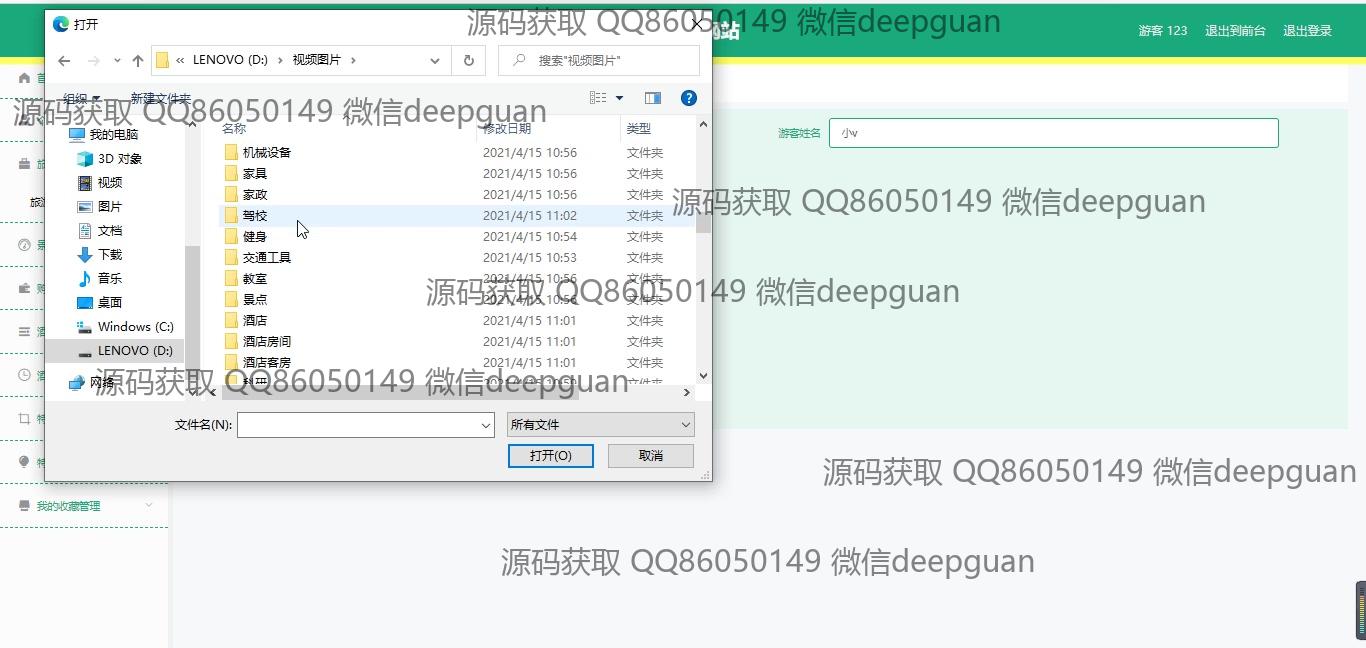 打开
源码获取 QQ86050149 微信deepguan
站
游客 123 退出到前台 退出登录
« LENOVO (D:) › 视频图片 ›
搜索"视频图片"
组织 新建文件夹
源码获取 QQ86050149 微信deepguan
名称 修改日期 类型
我的电脑
3D 对象
视频
图片
文档
下载
音乐
桌面
Windows (C:)
LENOVO (D:)
网络
机械设备 2021/4/15 10:56 文件夹
家具 2021/4/15 10:56 文件夹
家政 2021/4/15 10:56 文件夹
驾校 2021/4/15 11:02 文件夹
健身 2021/4/15 10:54 文件夹
交通工具 2021/4/15 10:53 文件夹
教室 2021/4/15 10:56 文件夹
景点 2021/4/15 10:56 文件夹
酒店 2021/4/15 11:01 文件夹
酒店房间 2021/4/15 11:01 文件夹
酒店客房 2021/4/15 11:01 文件夹
科研 文件夹
游客姓名 小v
源码获取 QQ86050149 微信deepguan
源码获取 QQ86050149 微信deepguan
源码获取 QQ86050149 微信deepguan
文件名(N): 所有文件
打开(O) 取消
首
旅
旅游
景
购
酒
酒
特
特
我的收藏管理
源码获取 QQ86050149 微信deepguan
源码获取 QQ86050149 微信deepguan